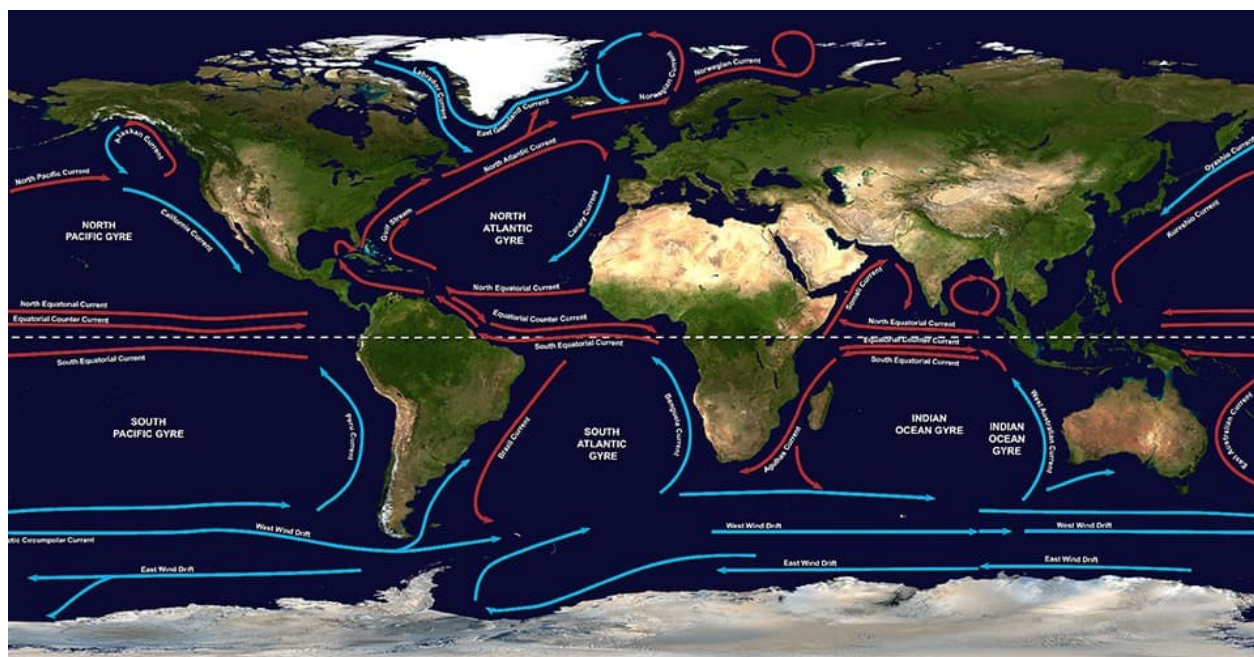 Labrador Current
East Greenland Current
Norwegian Current
Norwegian Current
Alaskan Current
North Pacific Current
California Current
NORTH
PACIFIC GYRE
North Atlantic Current
Gulf Stream
NORTH
ATLANTIC
GYRE
Canary Current
Oyashio Current
Kuroshio Current
North Equatorial Current
Equatorial Counter Current
South Equatorial Current
North Equatorial Current
Equatorial Counter Current
South Equatorial Current
Somali Current
North Equatorial Current
Equatorial Counter Current
South Equatorial Current
SOUTH
PACIFIC GYRE
Peru Current
Brazil Current
SOUTH
ATLANTIC
GYRE
Benguela Current
Agulhas Current
INDIAN
OCEAN GYRE
INDIAN
OCEAN
GYRE
West Australian Current
East Australian Current
tic Circumpolar Current
West Wind Drift
West Wind Drift
West Wind Drift
East Wind Drift
East Wind Drift
East Wind Drift